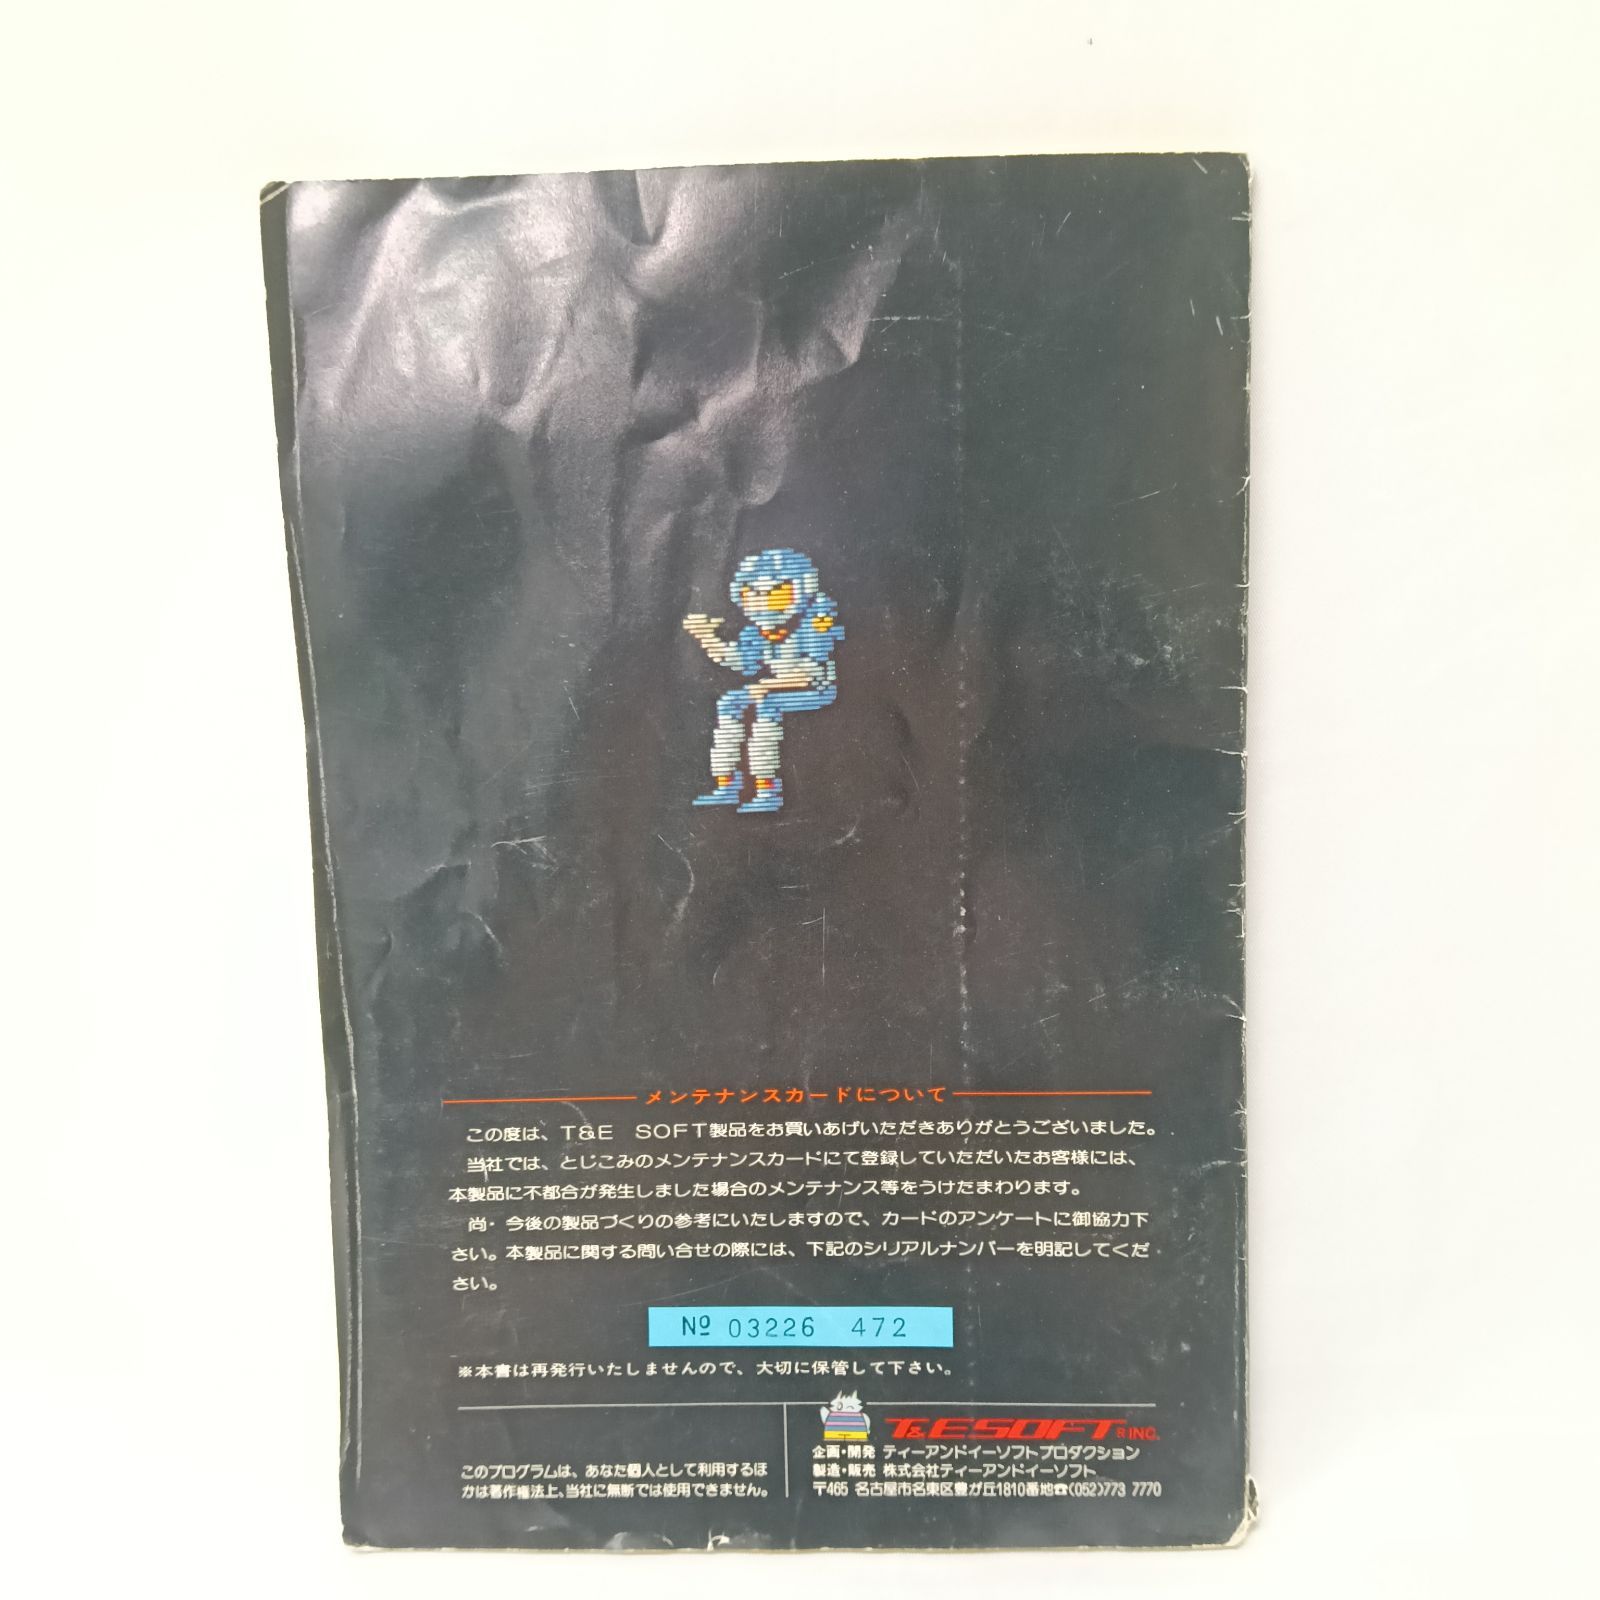 メンテナンスカードについて
この度は、T&E SOFT製品をお買いあげいただきありがとうございました。
当社では、とじこみのメンテナンスカードにて登録していただいたお客様には、
本製品に不都合が発生しました場合のメンテナンス等をうけたまわります。
尚・今後の製品づくりの参考にいたしますので、カードのアンケートに御協力下
さい。本製品に関する問い合せの際には、下記のシリアルナンバーを明記してくだ
さい。
Nº 03226 472
※本書は再発行いたしませんので、大切に保管して下さい。
このプログラムは、あなた個人として利用するほ
かは著作権法上、当社に無断では使用できません。
T&ESOFT R INC.
企画・開発 ティーアンドイーソフトプロダクション
製造・販売 株式会社ティーアンドイーソフト
〒465 名古屋市名東区豊が丘1810番地☎(052)773 7770